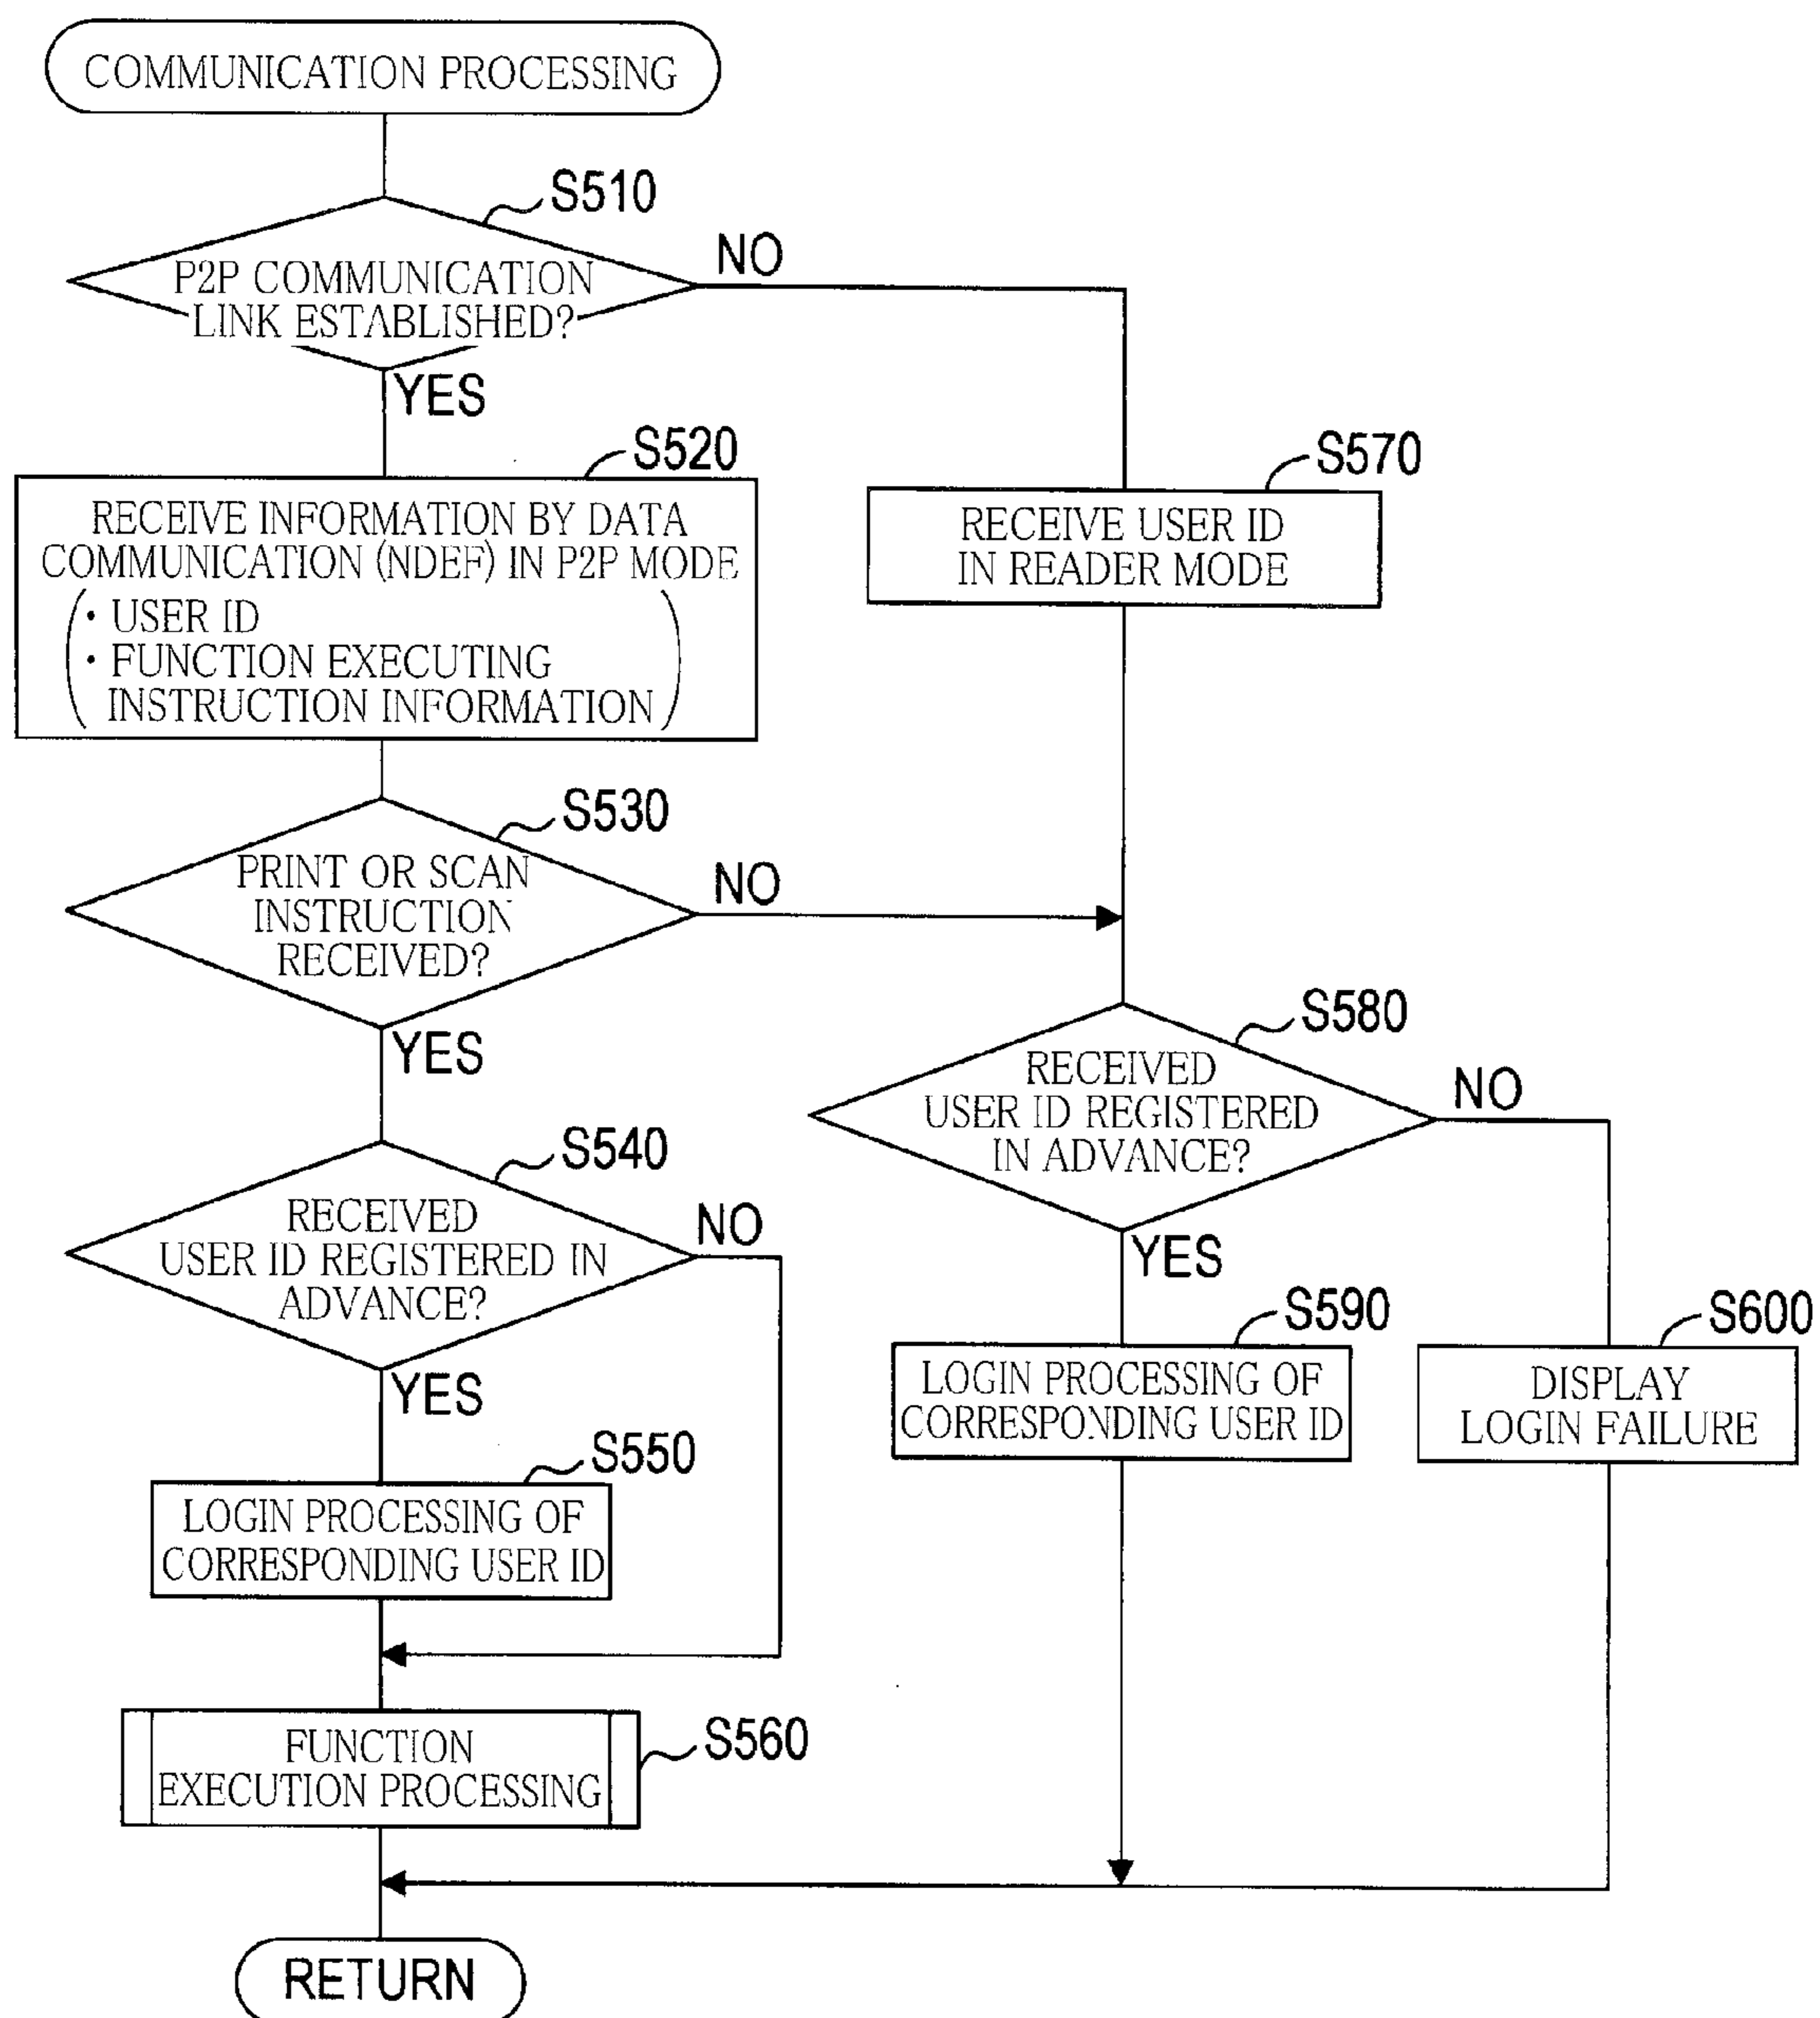 COMMUNICATION PROCESSING
S510
P2P COMMUNICATION
LINK ESTABLISHED?
NO
YES
S520
RECEIVE INFORMATION BY DATA
COMMUNICATION (NDEF) IN P2P MODE
· USER ID
· FUNCTION EXECUTING
INSTRUCTION INFORMATION
S570
RECEIVE USER ID
IN READER MODE
S530
PRINT OR SCAN
INSTRUCTION
RECEIVED?
NO
YES
S540
RECEIVED
USER ID REGISTERED IN
ADVANCE?
NO
YES
S550
LOGIN PROCESSING OF
CORRESPONDING USER ID
S560
FUNCTION
EXECUTION PROCESSING
S580
RECEIVED
USER ID REGISTERED
IN ADVANCE?
NO
YES
S590
LOGIN PROCESSING OF
CORRESPONDING USER ID
S600
DISPLAY
LOGIN FAILURE
RETURN